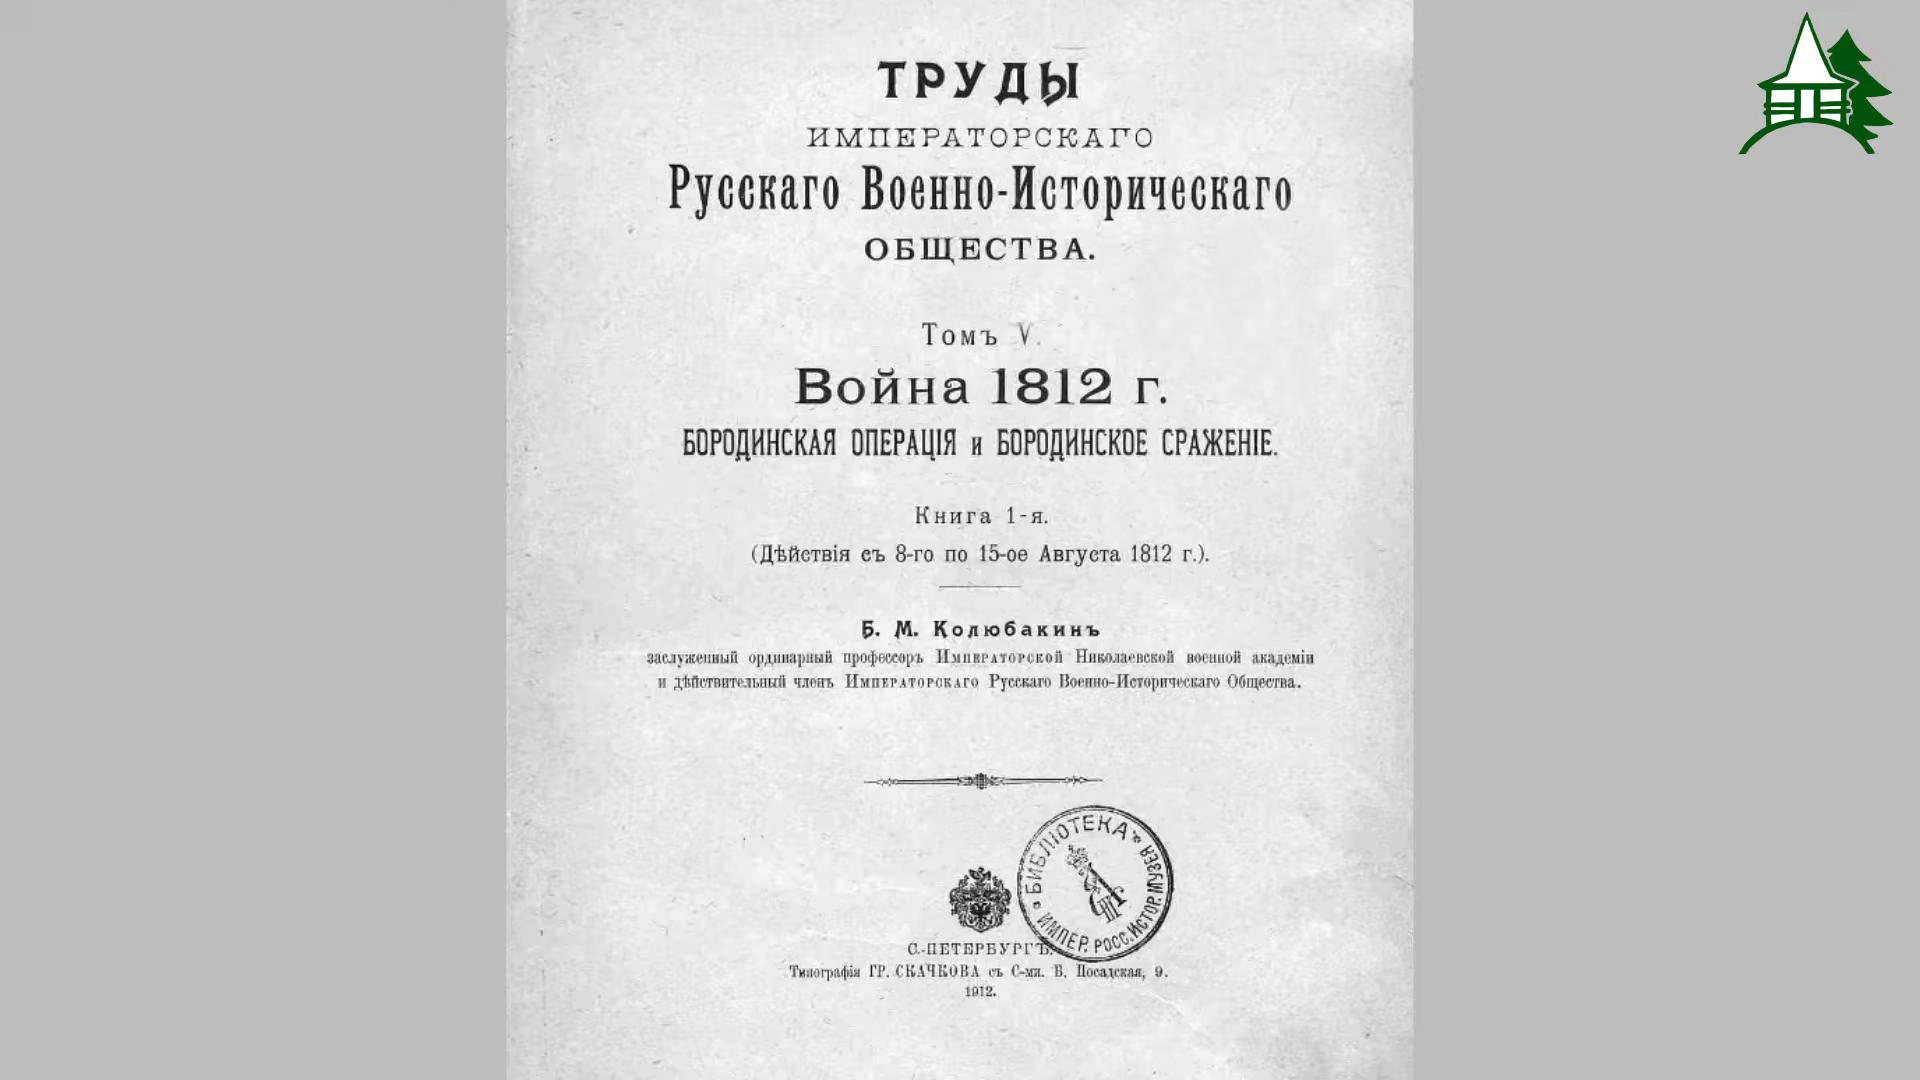 ТРУДЫ
ИМПЕРАТОРСКАГО
Русскаго Военно-Историческаго
ОБЩЕСТВА.
Томъ V.
Война 1812 г.
БОРОДИНСКАЯ ОПЕРАЦІЯ и БОРОДИНСКОЕ СРАЖЕНІЕ.
Книга 1-я.
(Дѣйствія съ 8-го по 15-ое Августа 1812 г.).
Б. М. Колюбакинъ
заслуженный ординарный профессоръ Императорской Николаевской военной академіи
и дѣйствительный членъ Императорскаго Русскаго Военно-Историческаго Общества.
БИБЛІОТЕКА
ИМПЕР. РОСС. ИСТОР. МУЗЕЯ
С.-ПЕТЕРБУРГЪ.
Типографія ГР. СКАЧКОВА съ С-ми. Б. Посадская, 9.
1912.